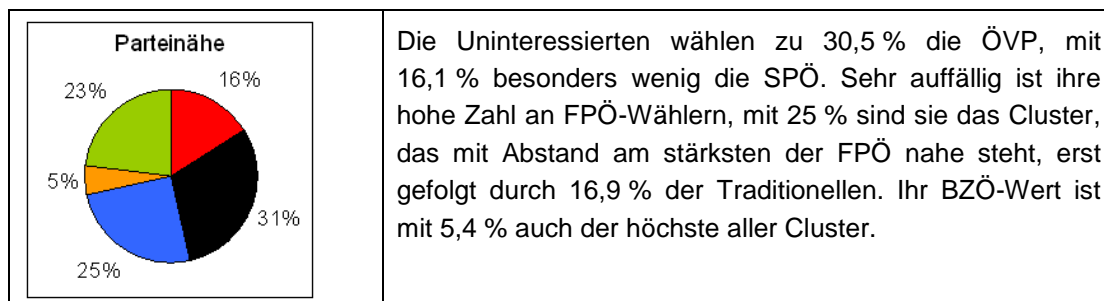 Parteinähe
16%
23%
5%
31%
25%
Die Uninteressierten wählen zu 30,5 % die ÖVP, mit
16,1 % besonders wenig die SPÖ. Sehr auffällig ist ihre
hohe Zahl an FPÖ-Wählern, mit 25 % sind sie das Cluster,
das mit Abstand am stärksten der FPÖ nahe steht, erst
gefolgt durch 16,9 % der Traditionellen. Ihr BZÖ-Wert ist
mit 5,4 % auch der höchste aller Cluster.